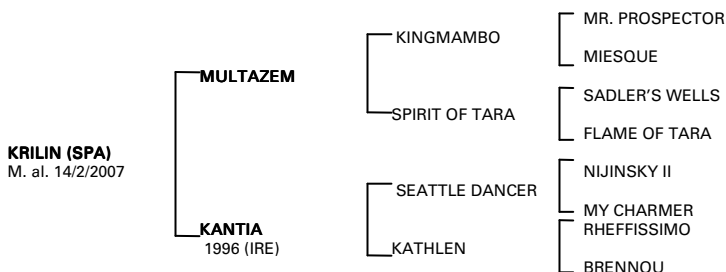 MR. PROSPECTOR
KINGMAMBO
MIESQUE
MULTAZEM
SADLER'S WELLS
SPIRIT OF TARA
FLAME OF TARA
KRILIN (SPA)
M. al. 14/2/2007
NIJINSKY II
SEATTLE DANCER
MY CHARMER
KANTIA
1996 (IRE)
RHEFFISSIMO
KATHLEN
BRENNOU